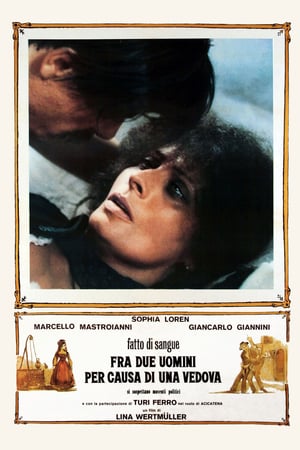 SOPHIA LOREN
MARCELLO MASTROIANNI GIANCARLO GIANNINI
fatto di sangue
FRA DUE UOMINI
PER CAUSA DI UNA VEDOVA
si sospettano moventi politici
e con la partecipazione di TURI FERRO nel ruolo di ACICATENA
un film di
LINA WERTMÜLLER